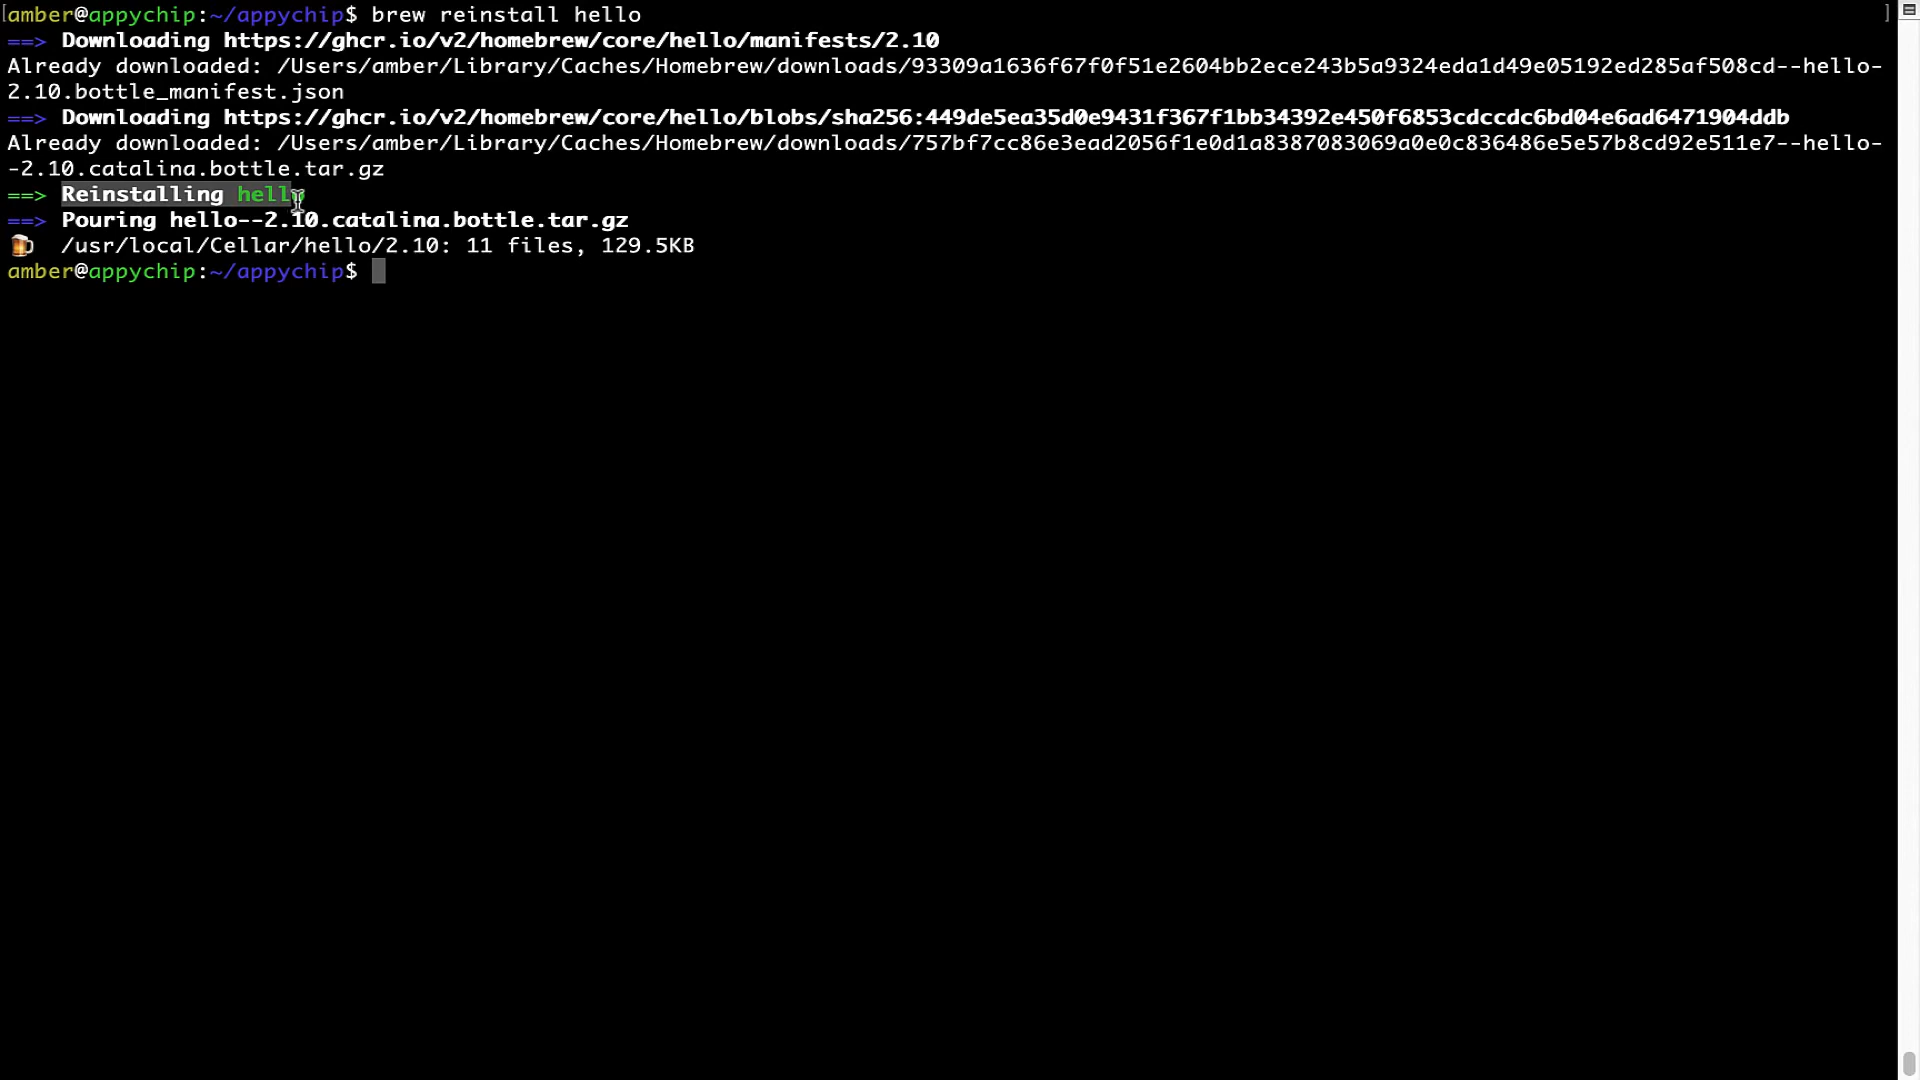 [amber@appychip:~/appychip$ brew reinstall hello ]
==> Downloading https://ghcr.io/v2/homebrew/core/hello/manifests/2.10
Already downloaded: /Users/amber/Library/Caches/Homebrew/downloads/93309a1636f67f0f51e2604bb2ece243b5a9324eda1d49e05192ed285af508cd--hello-
2.10.bottle_manifest.json
==> Downloading https://ghcr.io/v2/homebrew/core/hello/blobs/sha256:449de5ea35d0e9431f367f1bb34392e450f6853cdccdc6bd04e6ad6471904ddb
Already downloaded: /Users/amber/Library/Caches/Homebrew/downloads/757bf7cc86e3ead2056f1e0d1a8387083069a0e0c836486e5e57b8cd92e511e7--hello-
-2.10.catalina.bottle.tar.gz
==> Reinstalling hello
==> Pouring hello--2.10.catalina.bottle.tar.gz
🍺 /usr/local/Cellar/hello/2.10: 11 files, 129.5KB
amber@appychip:~/appychip$